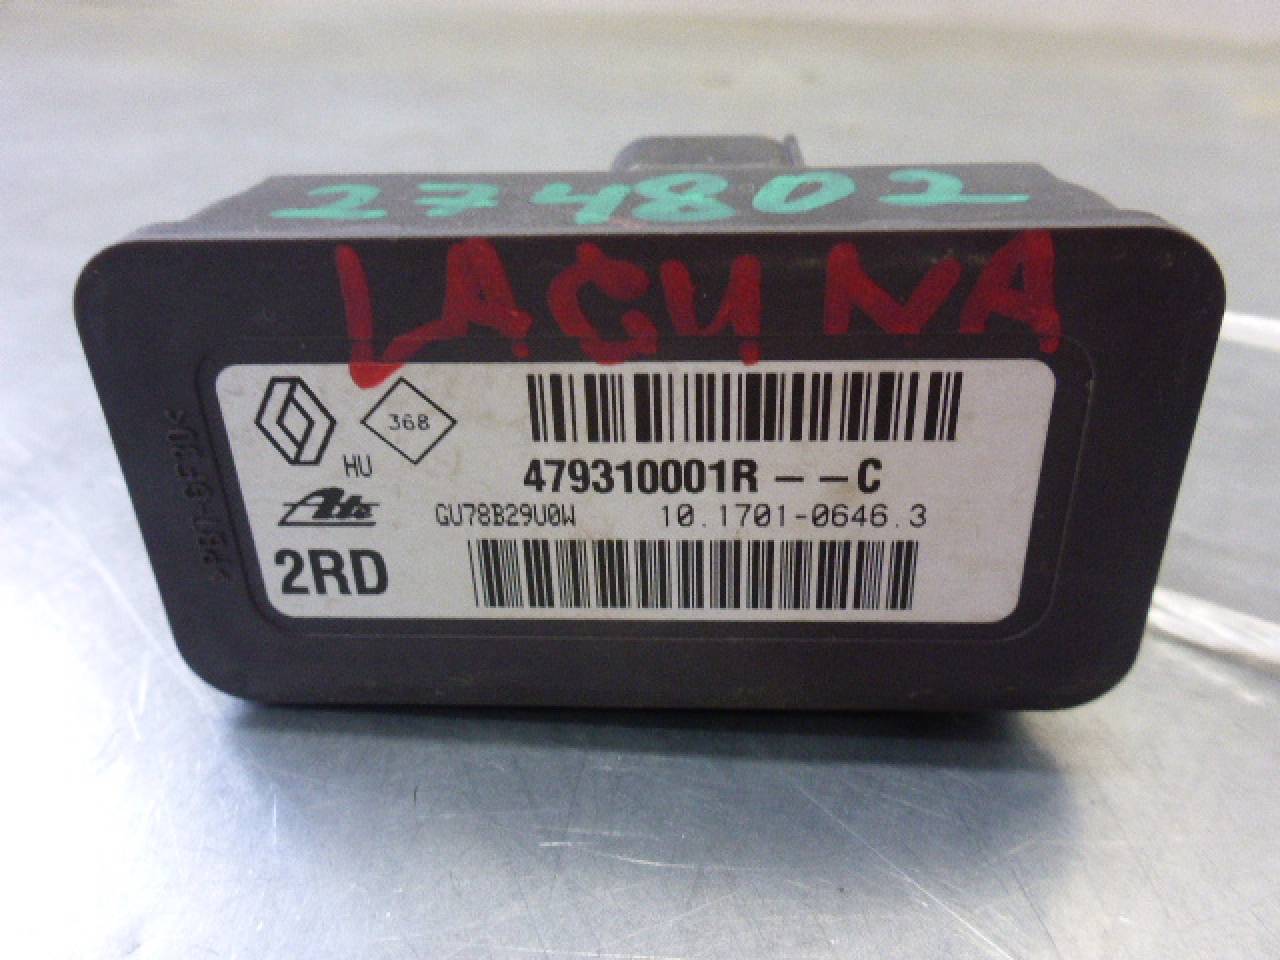 274802
LAGUNA
368
HU
479310001R – – C
Ate
GU78B29U0W 10.1701-0646.3
2RD